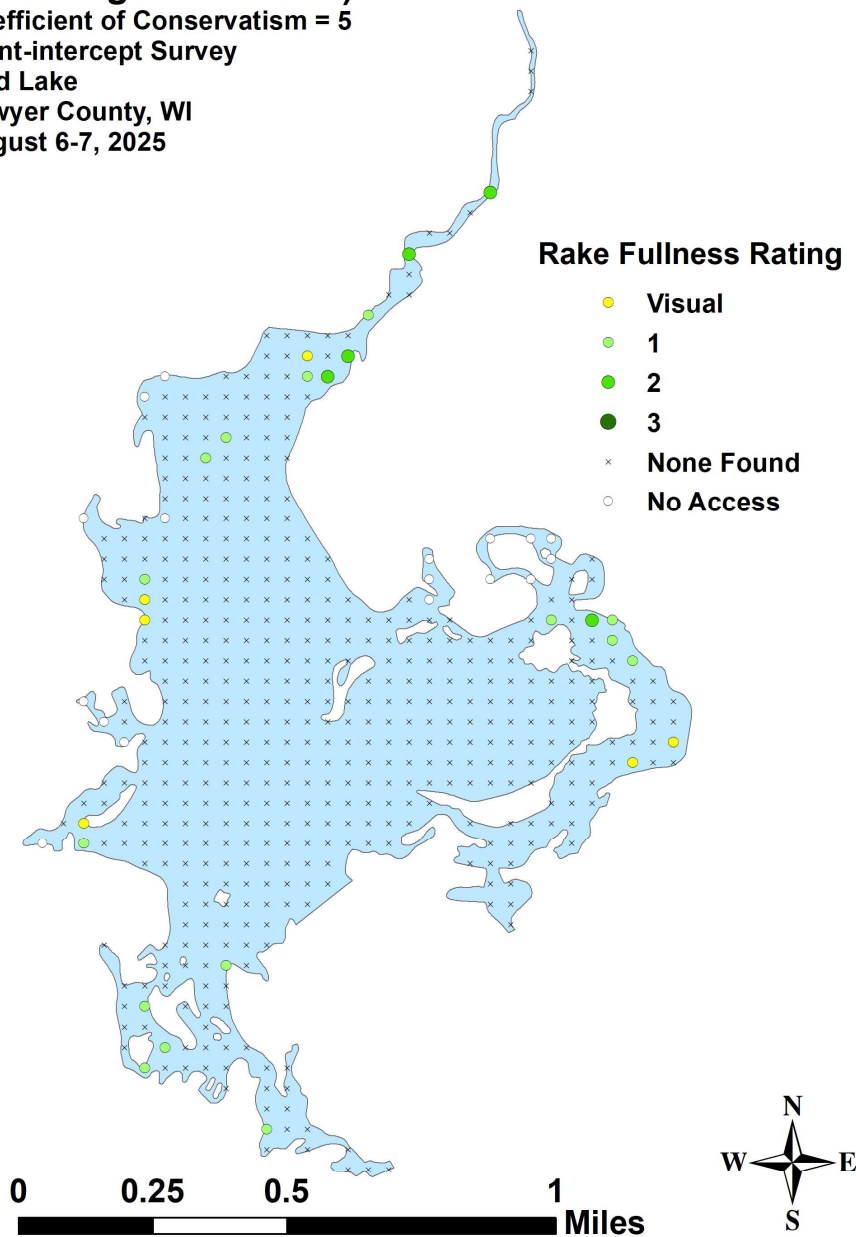 efficient of Conservatism = 5
nt-intercept Survey
d Lake
wyer County, WI
gust 6-7, 2025
Rake Fullness Rating
Visual
1
2
3
None Found
No Access
N
W E
S
0 0.25 0.5 1
Miles